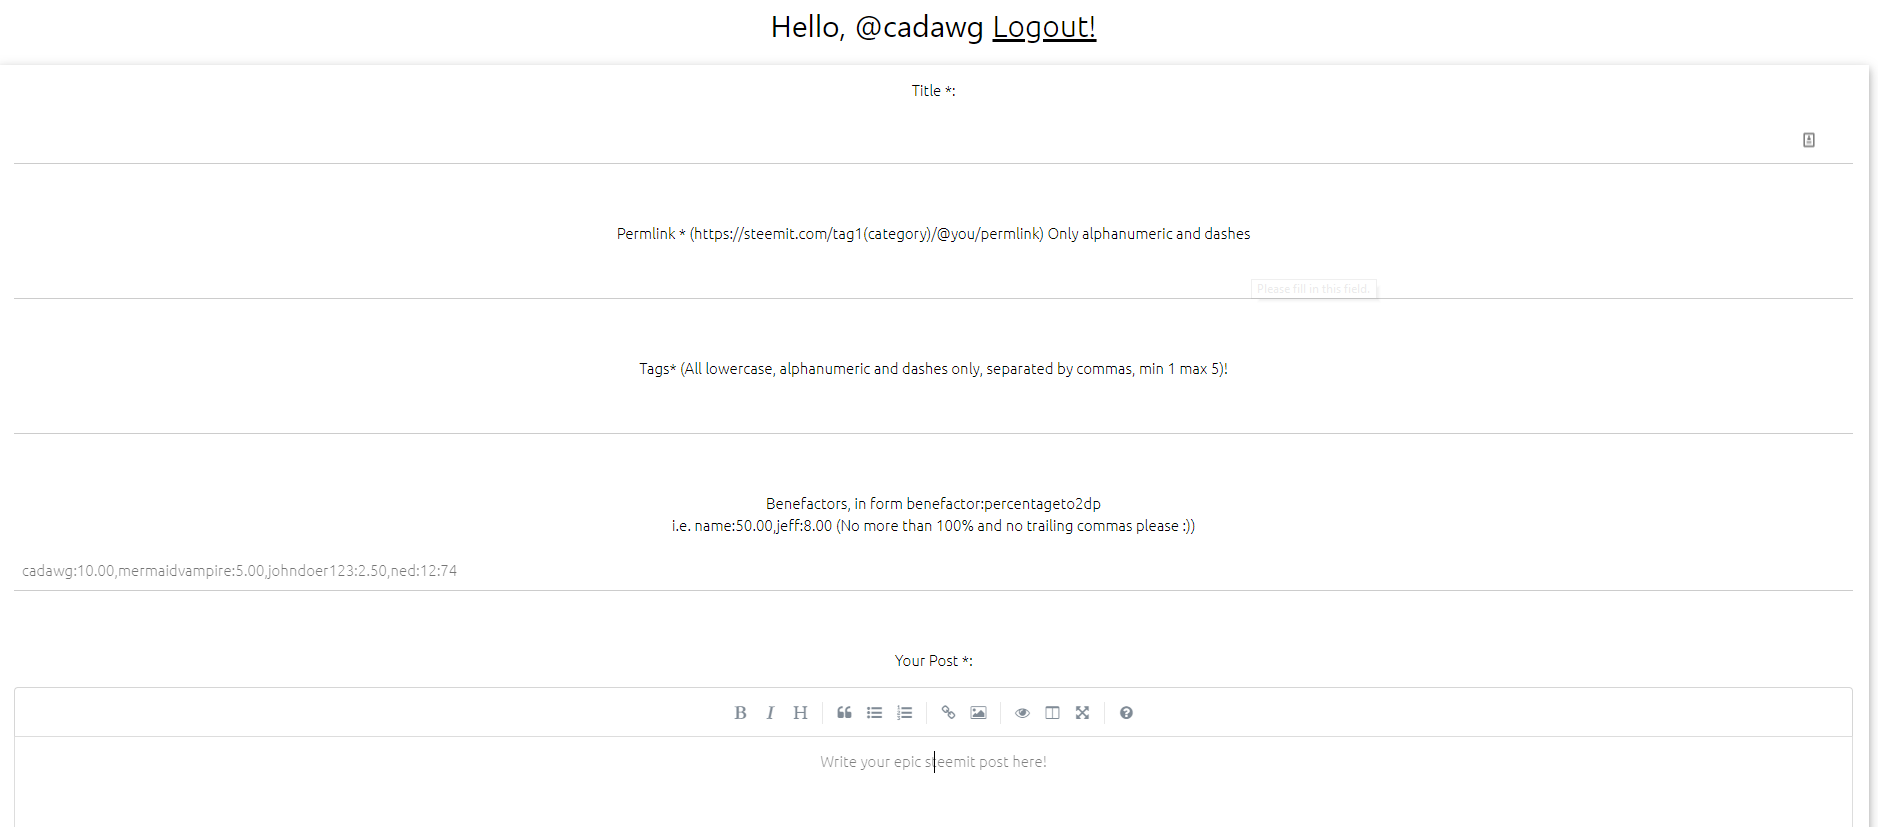 Hello, @cadawg Logout!
Title *:
Permlink * (https://steemit.com/tag1(category)/@you/permlink) Only alphanumeric and dashes
Please fill in this field.
Tags* (All lowercase, alphanumeric and dashes only, separated by commas, min 1 max 5)!
Benefactors, in form benefactor:percentageto2dp
i.e. name:50.00,jeff:8.00 (No more than 100% and no trailing commas please :))
cadawg:10.00,mermaidvampire:5.00,johndoer123:2.50,ned:12:74
Your Post *:
B I H
Write your epic steemit post here!